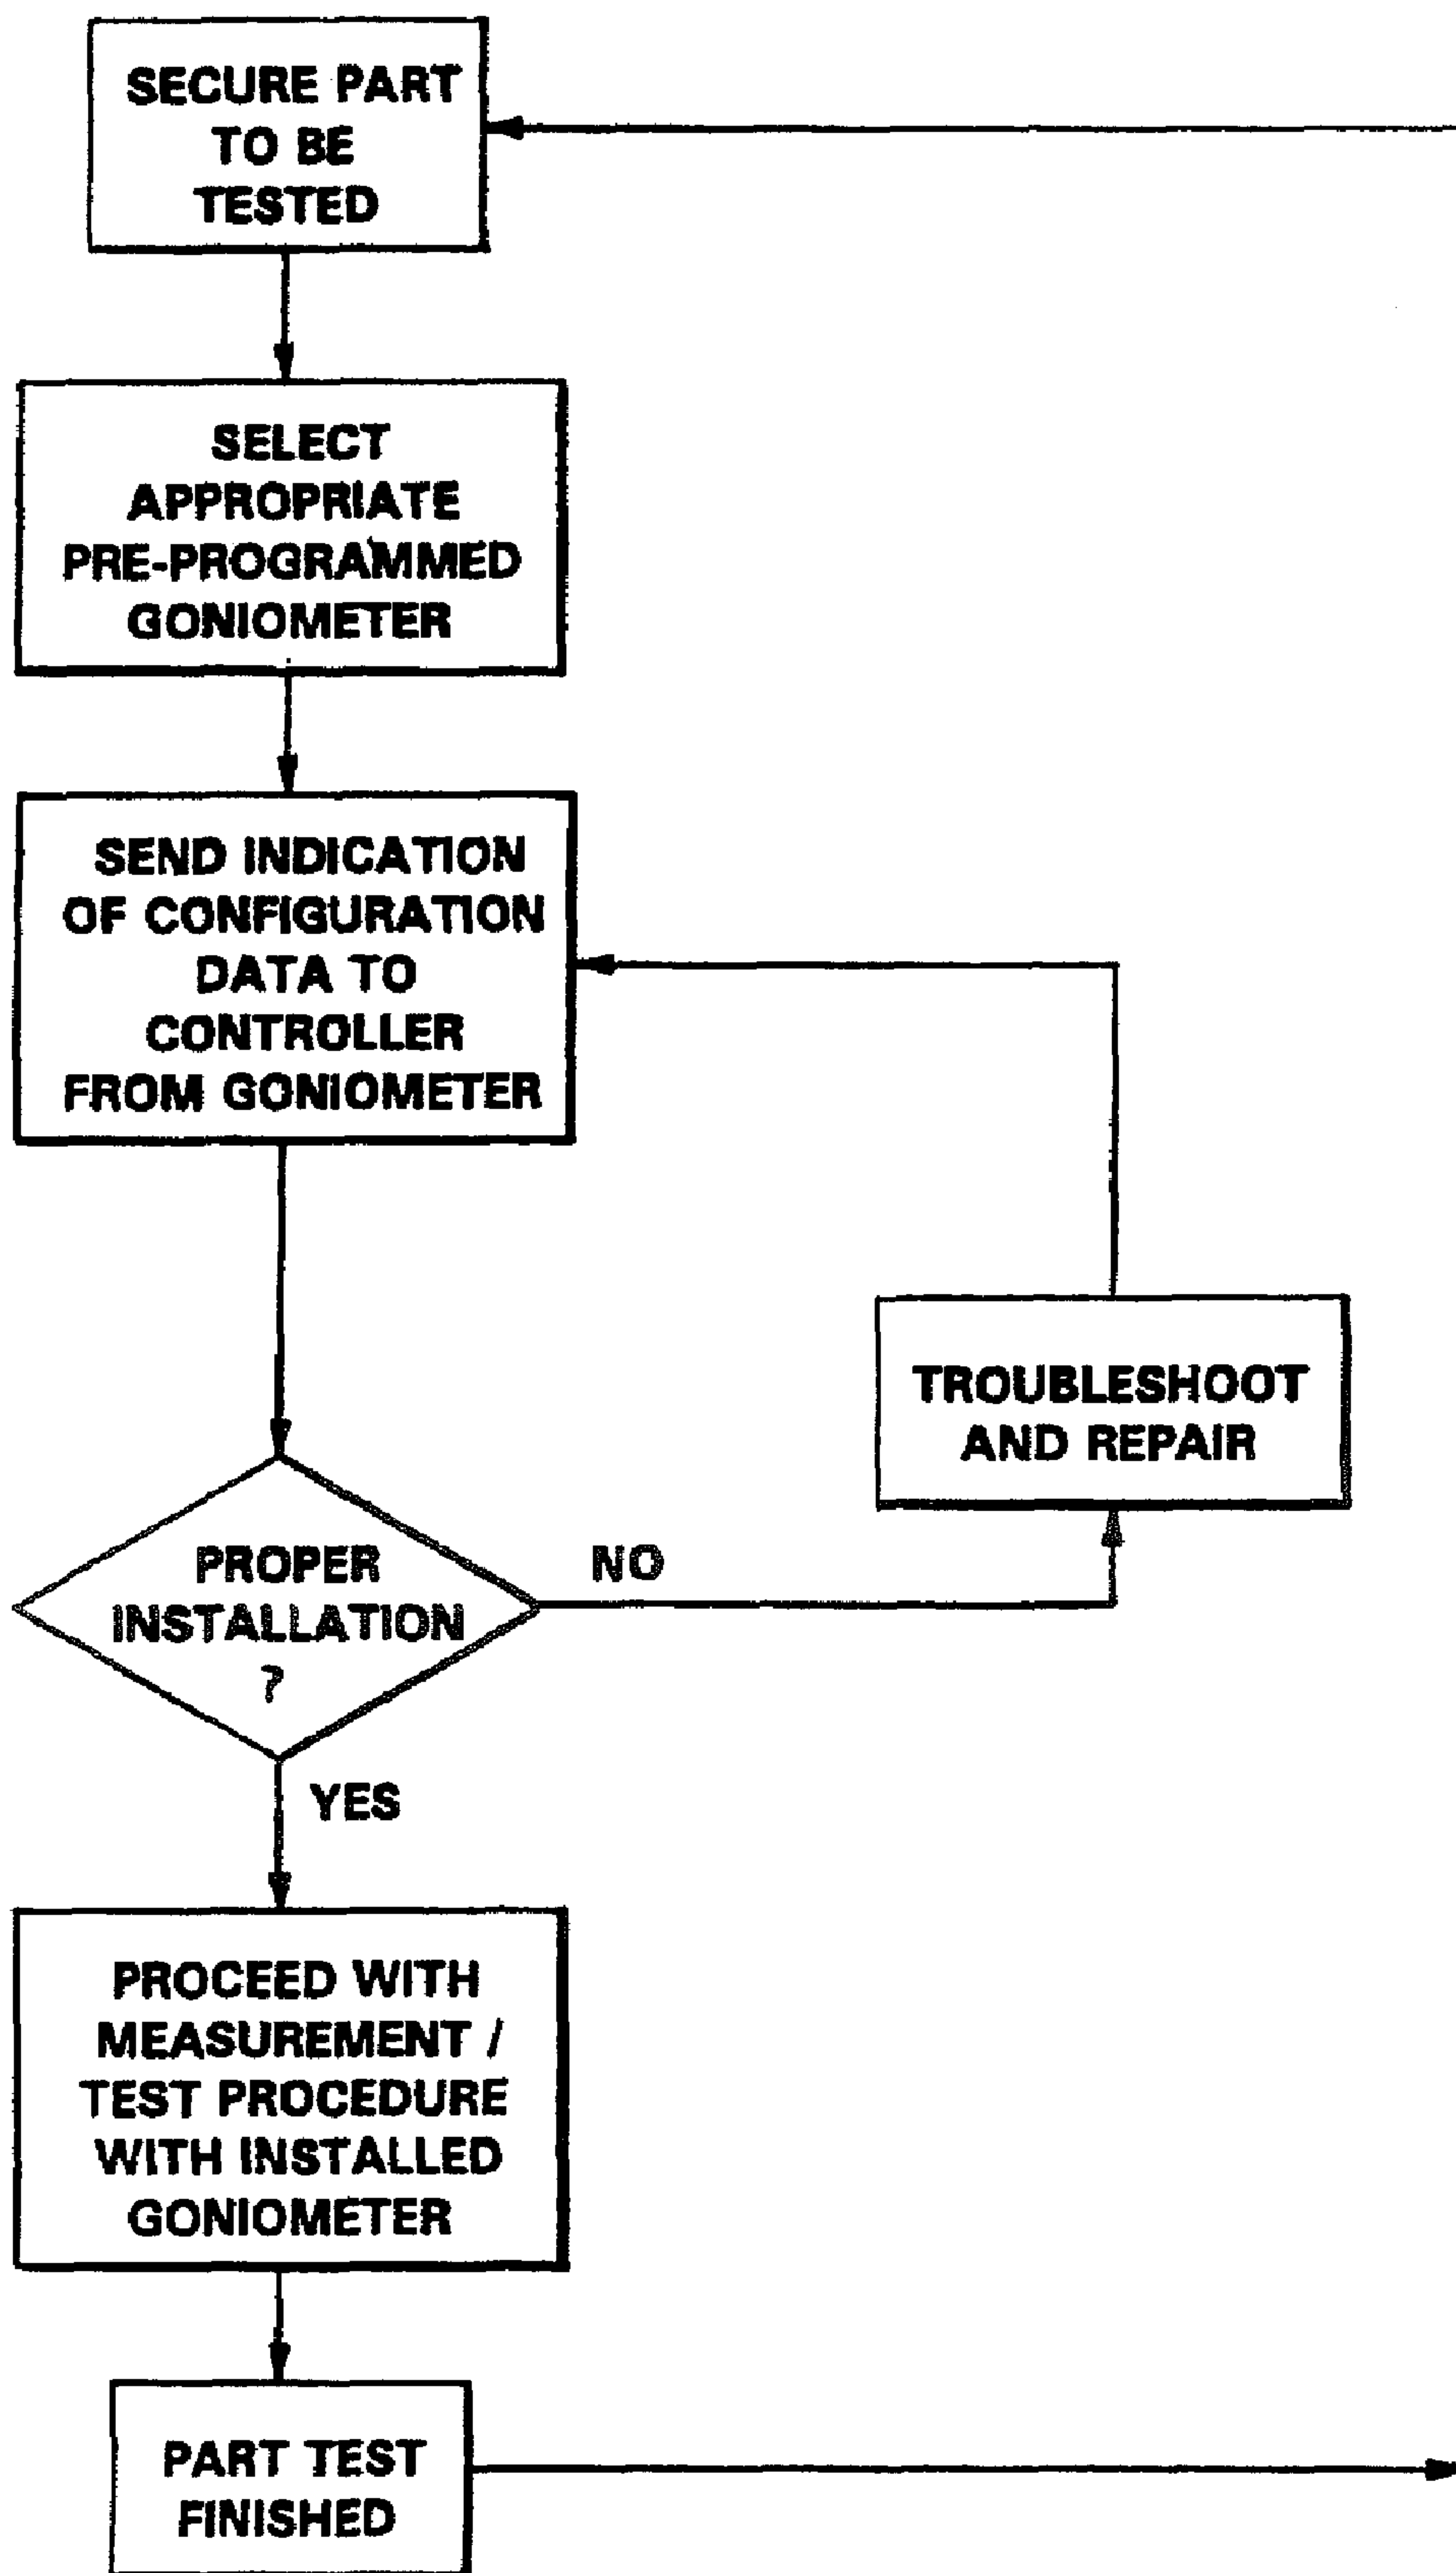 SECURE PART
TO BE
TESTED
SELECT
APPROPRIATE
PRE-PROGRAMMED
GONIOMETER
SEND INDICATION
OF CONFIGURATION
DATA TO
CONTROLLER
FROM GONIOMETER
TROUBLESHOOT
AND REPAIR
PROPER
INSTALLATION
?
NO
YES
PROCEED WITH
MEASUREMENT /
TEST PROCEDURE
WITH INSTALLED
GONIOMETER
PART TEST
FINISHED